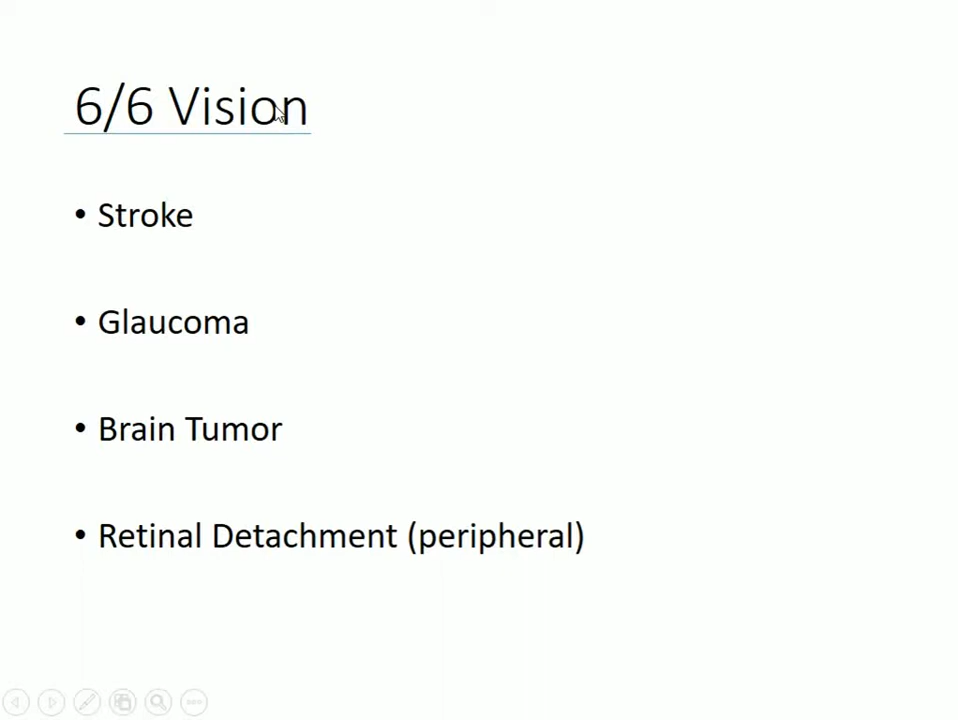 6/6 Vision
• Stroke
• Glaucoma
• Brain Tumor
• Retinal Detachment (peripheral)